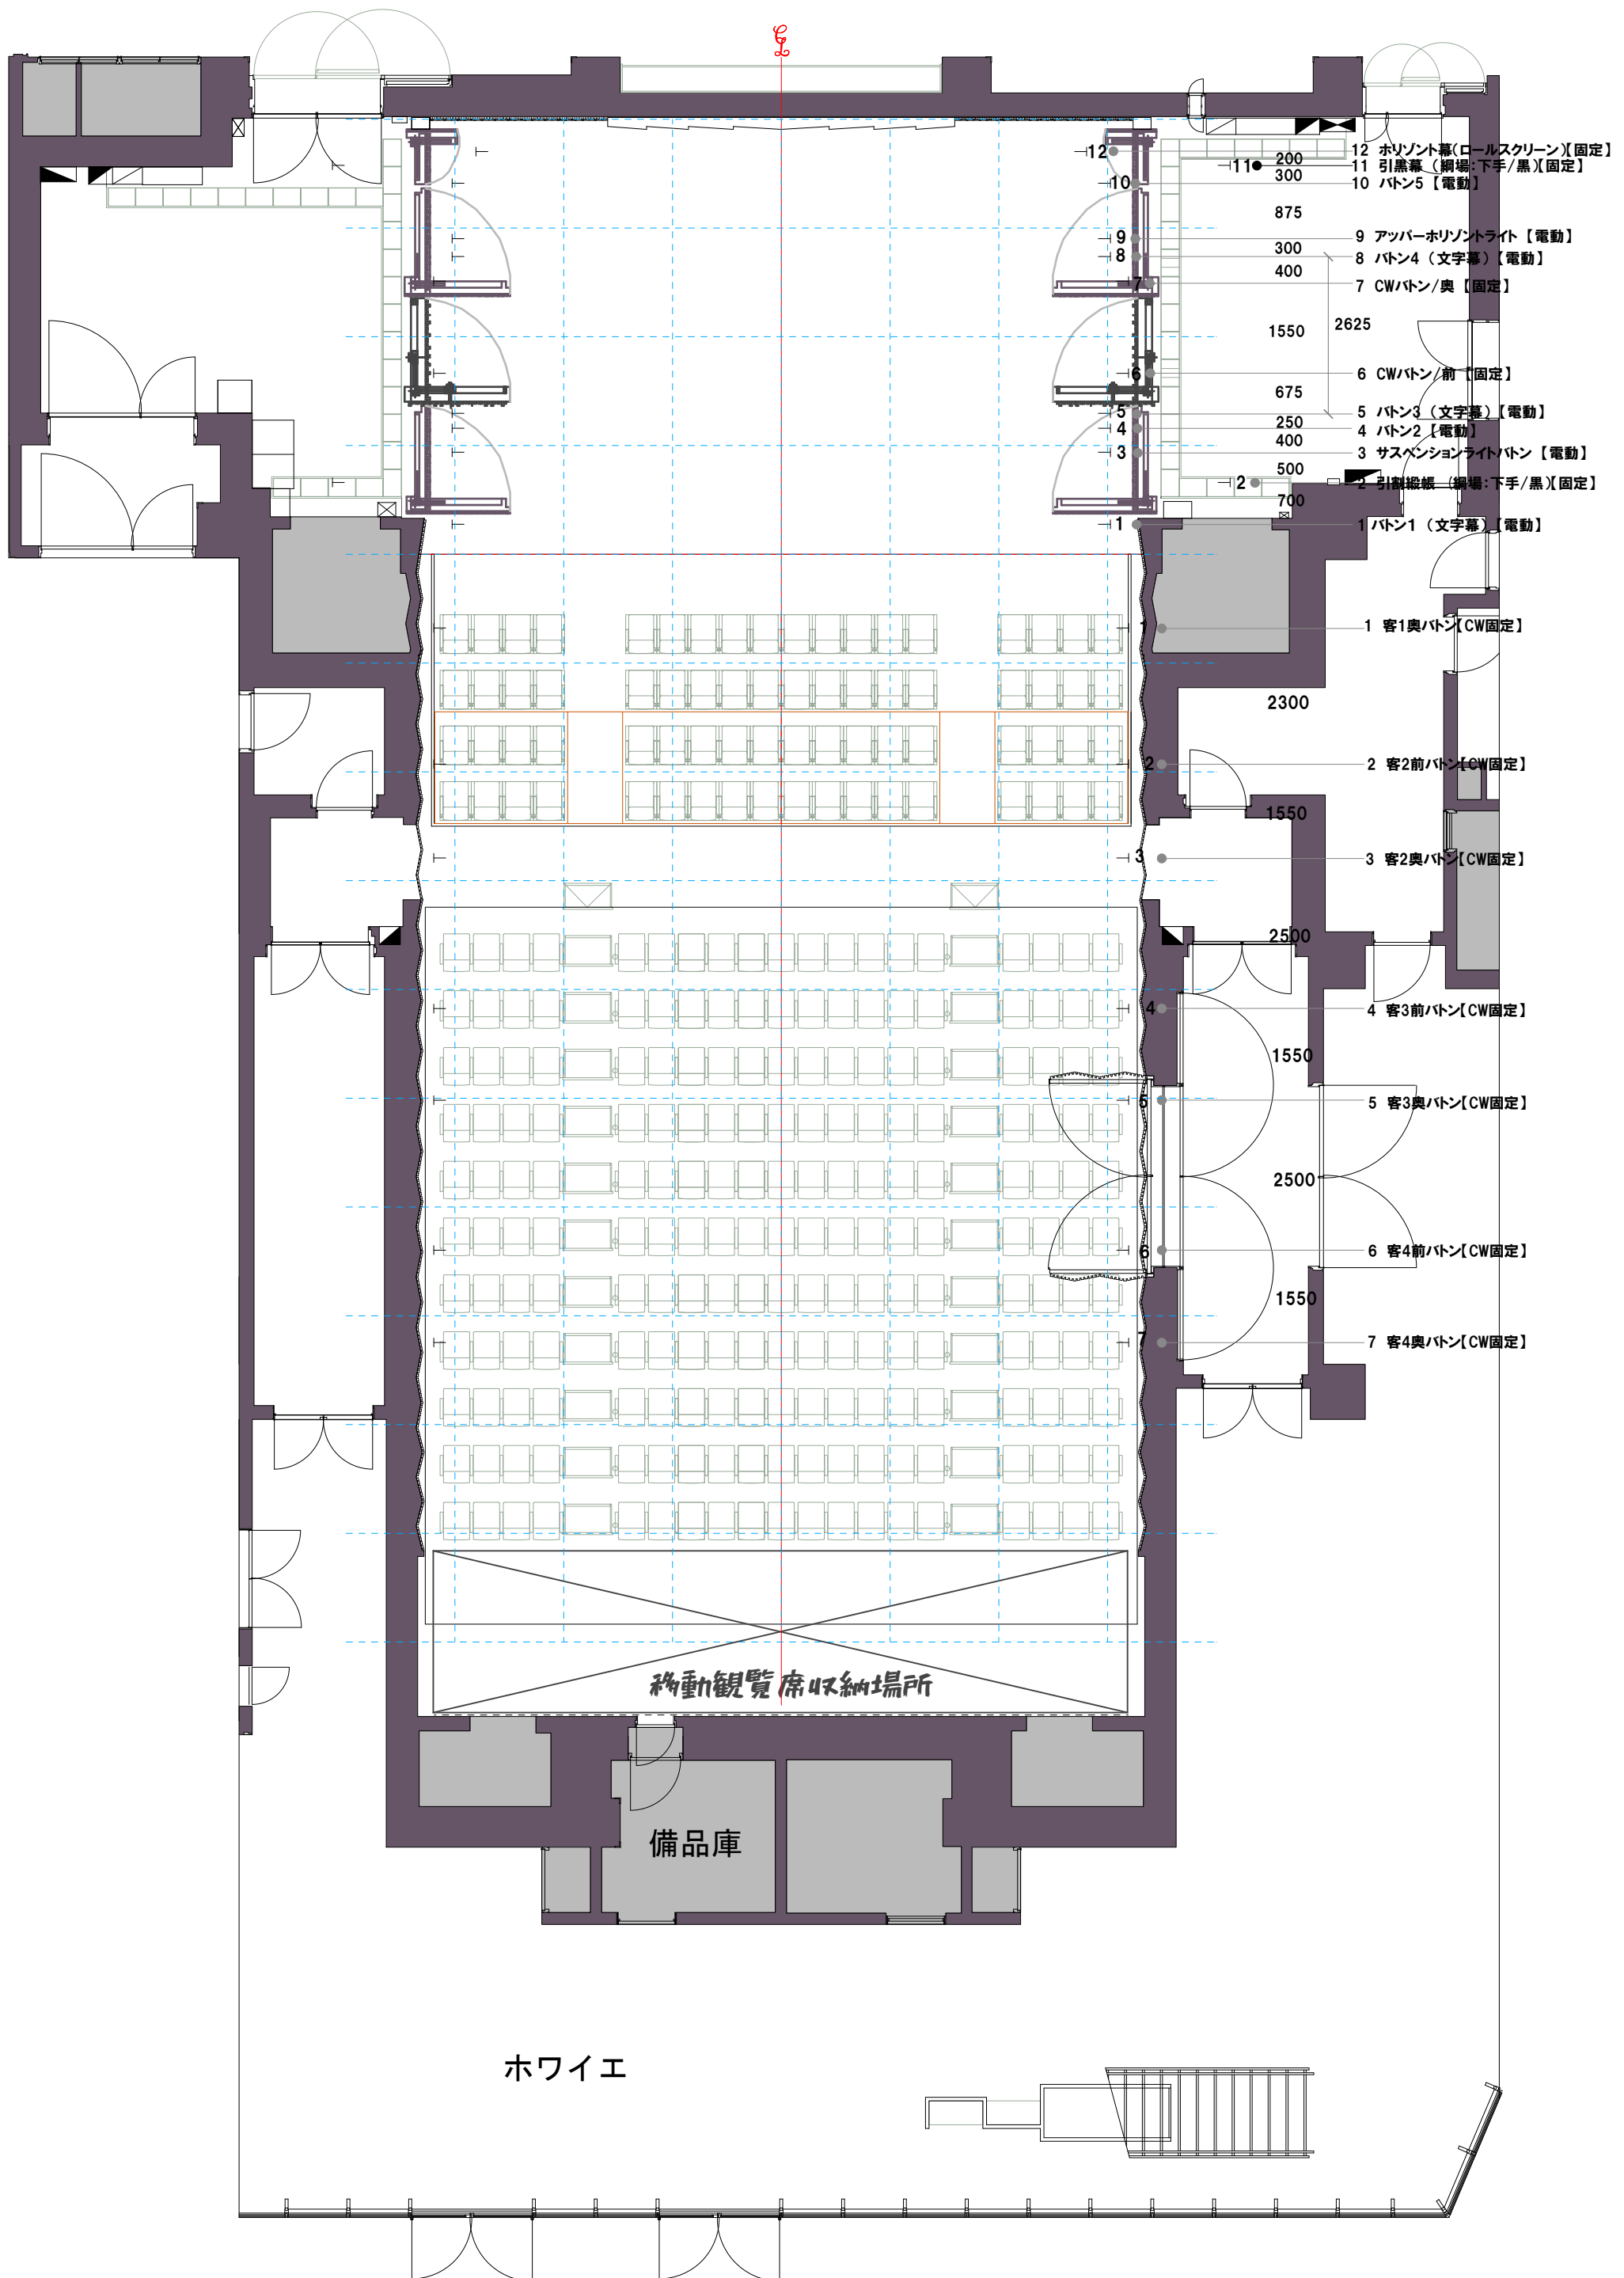 CL
12 12 ホリゾント幕(ロールスクリーン)【固定】
200
11 11 引黒幕（綱場:下手/黒)【固定】
300
10 10 バトン5 【電動】
875
9 9 アッパーホリゾントライト 【電動】
300
8 8 バトン4 （文字幕）【電動】
400
7 7 CWバトン/奥 【固定】
1550 2625
6 6 CWバトン/前 【固定】
675
5 5 バトン3 （文字幕）【電動】
250
4 4 バトン2 【電動】
400
3 3 サスペンションライトバトン 【電動】
500
2 2 引割緞帳（綱場:下手/黒)【固定】
700
1 1 バトン1 （文字幕）【電動】
1 1 客1奥バトン【CW固定】
2300
2 2 客2前バトン【CW固定】
1550
3 3 客2奥バトン【CW固定】
2500
4 4 客3前バトン【CW固定】
1550
5 5 客3奥バトン【CW固定】
2500
6 6 客4前バトン【CW固定】
1550
7 7 客4奥バトン【CW固定】
移動観覧席収納場所
備品庫
ホワイエ